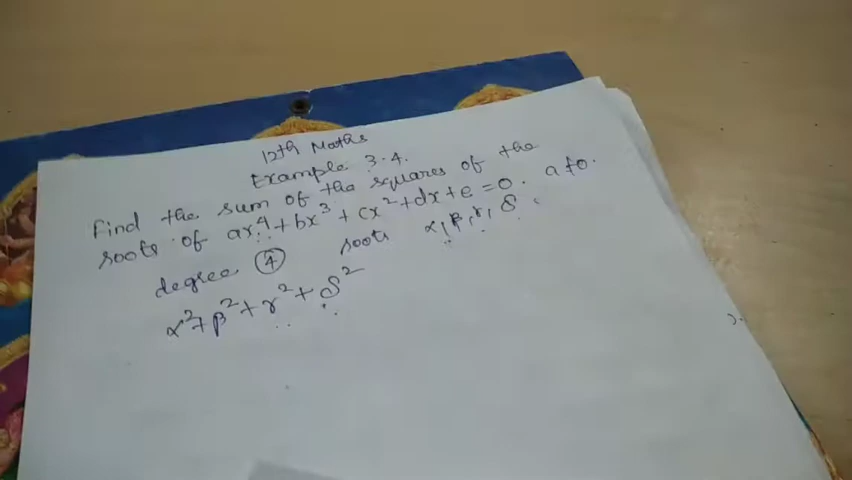 12th Maths
Example 3.4.
Find the sum of the squares of the
roots of ax⁴+bx³+cx²+dx+e=0. a≠0.
degree ④ roots α,β,γ,δ
α²+β²+γ²+δ²